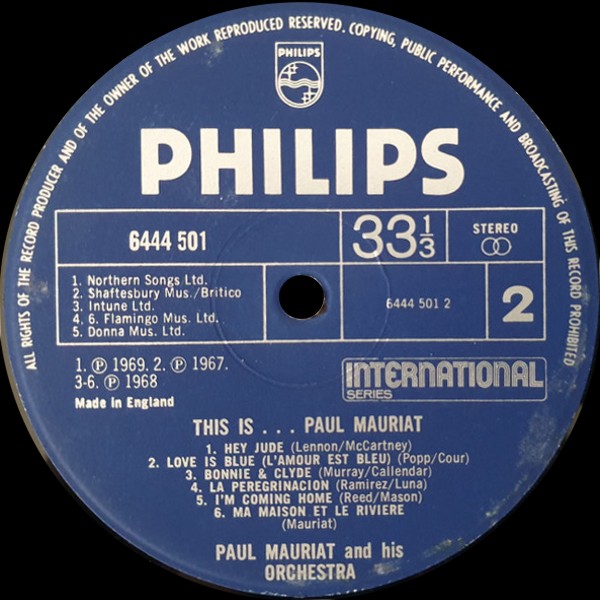 ALL RIGHTS OF THE RECORD PRODUCER AND OF THE OWNER OF THE WORK REPRODUCED RESERVED. COPYING, PUBLIC PERFORMANCE AND BROADCASTING OF THIS RECORD PROHIBITED
PHILIPS
PHILIPS
6444 501
33 1/3
STEREO
1. Northern Songs Ltd.
2. Shaftesbury Mus./Britico
3. Intune Ltd.
4, 6. Flamingo Mus. Ltd.
5. Donna Mus. Ltd.
6444 501 2
2
1. Ⓟ 1969. 2. Ⓟ 1967.
3-6. Ⓟ 1968
Made in England
INTERNATIONAL
SERIES
THIS IS . . . PAUL MAURIAT
1. HEY JUDE (Lennon/McCartney)
2. LOVE IS BLUE (L'AMOUR EST BLEU) (Popp/Cour)
3. BONNIE & CLYDE (Murray/Callendar)
4. LA PEREGRINACION (Ramirez/Luna)
5. I'M COMING HOME (Reed/Mason)
6. MA MAISON ET LE RIVIERE
(Mauriat)
PAUL MAURIAT and his
ORCHESTRA